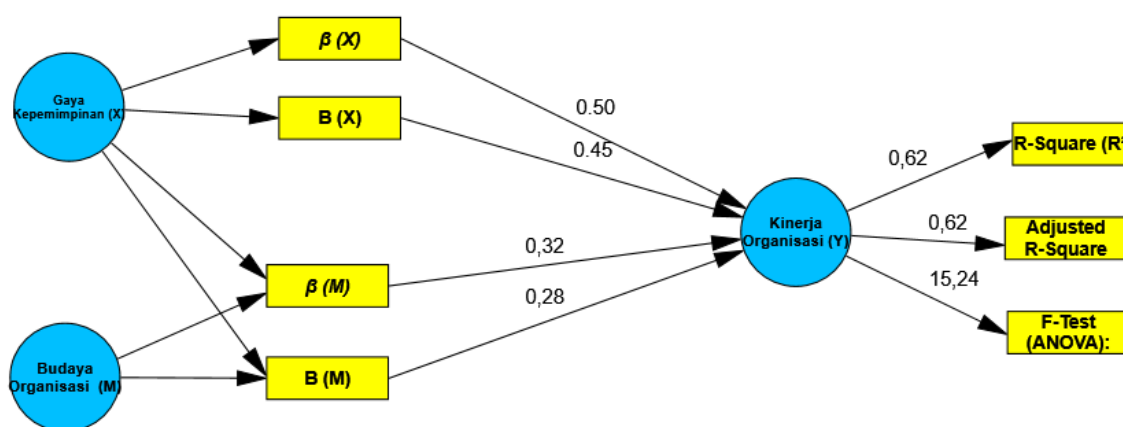 Gaya
Kepemimpinan (X)
β (X)
B (X)
0.50
0.45
β (M)
B (M)
0,32
0,28
Budaya
Organisasi (M)
Kinerja
Organisasi (Y)
0,62
0,62
15,24
R-Square (R²
Adjusted
R-Square
F-Test
(ANOVA):